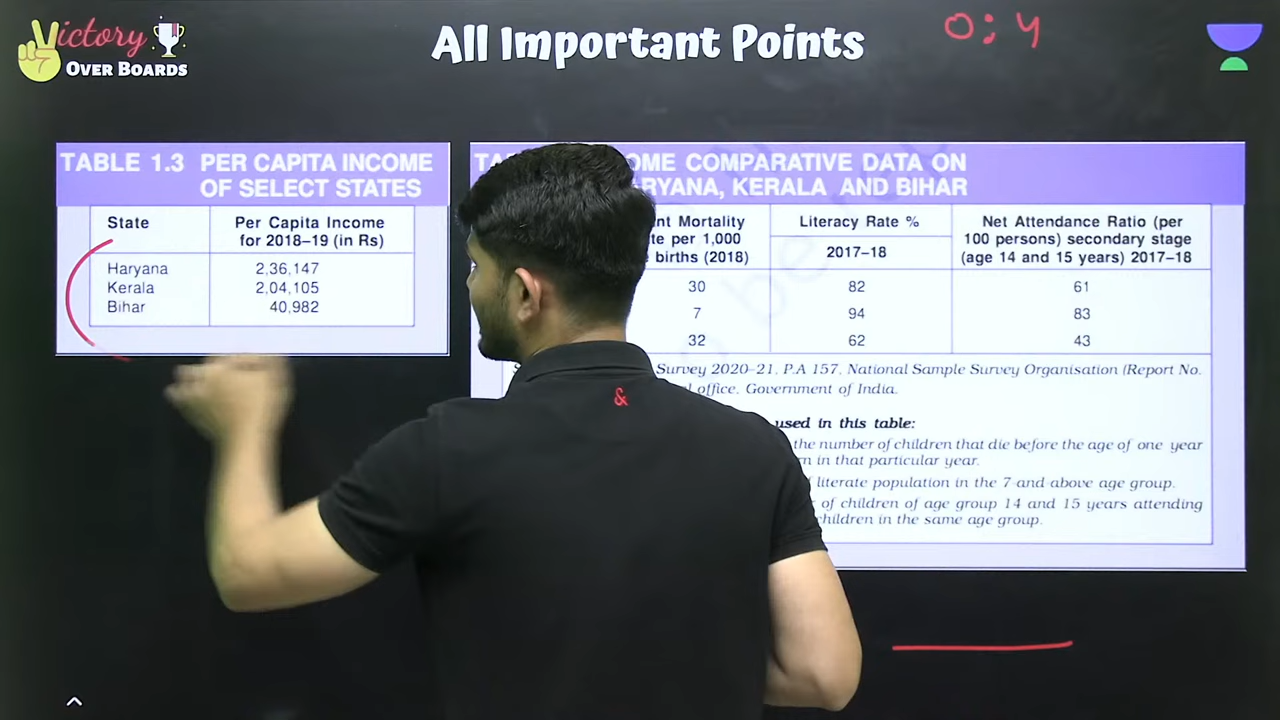 Victory
OVER BOARDS
All Important Points
0:4
TABLE 1.3 PER CAPITA INCOME
OF SELECT STATES
State
Per Capita Income
for 2018–19 (in Rs)
Haryana 2,36,147
Kerala 2,04,105
Bihar 40,982
OME COMPARATIVE DATA ON
RYANA, KERALA AND BIHAR
nt Mortality
te per 1,000
births (2018)
Literacy Rate %
2017–18
Net Attendance Ratio (per
100 persons) secondary stage
(age 14 and 15 years) 2017–18
30 82 61
7 94 83
32 62 43
Survey 2020–21, P.A 157, National Sample Survey Organisation (Report No.
office, Government of India.
used in this table:
the number of children that die before the age of one year
rn in that particular year.
literate population in the 7-and-above age group.
of children of age group 14 and 15 years attending
children in the same age group.
&